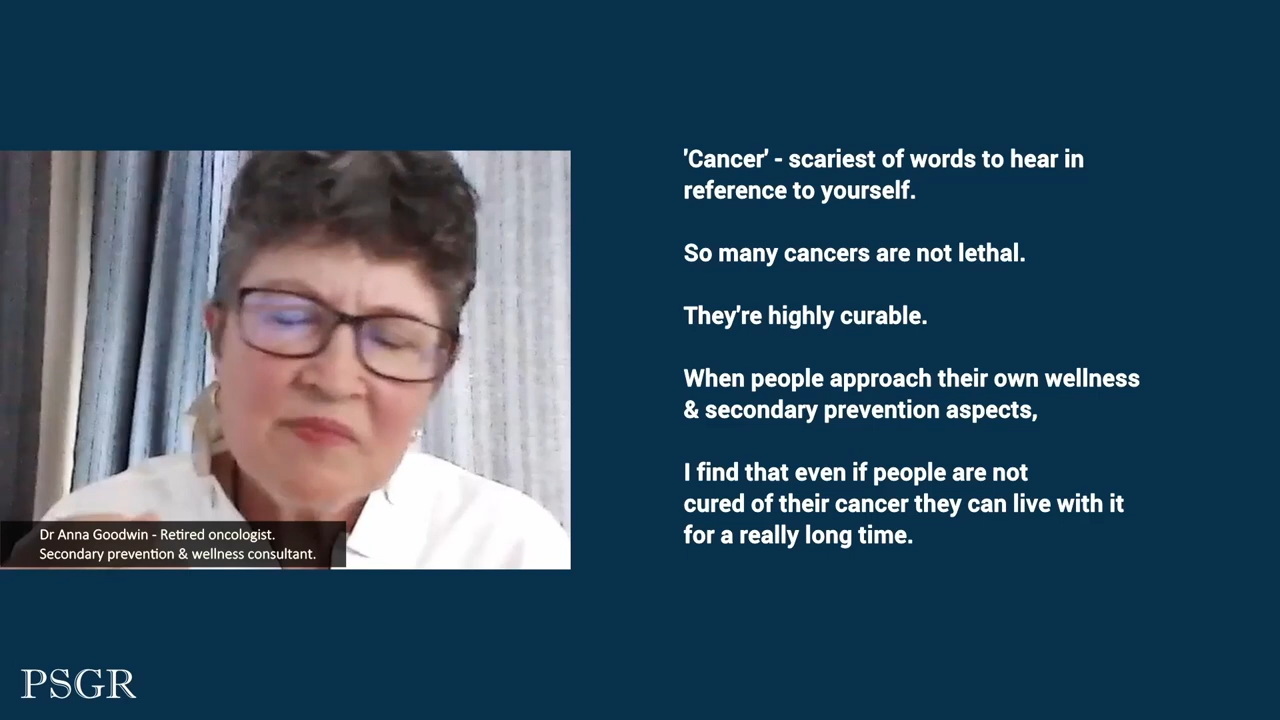 'Cancer' - scariest of words to hear in
reference to yourself.
So many cancers are not lethal.
They're highly curable.
When people approach their own wellness
& secondary prevention aspects,
I find that even if people are not
cured of their cancer they can live with it
for a really long time.
Dr Anna Goodwin - Retired oncologist.
Secondary prevention & wellness consultant.
PSGR